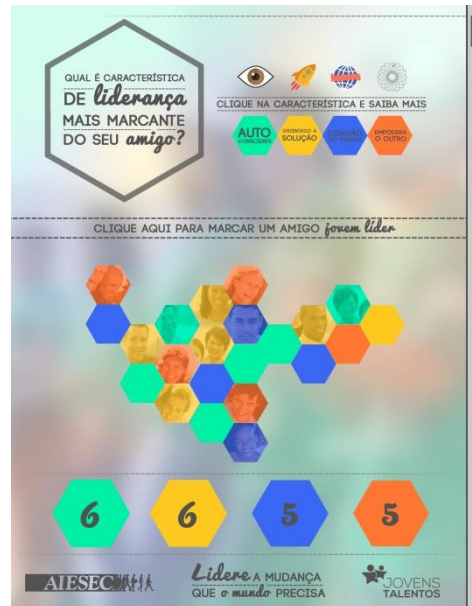 QUAL É CARACTERÍSTICA
DE liderança
MAIS MARCANTE
DO SEU amigo?
CLIQUE NA CARACTERÍSTICA E SAIBA MAIS
AUTO
CONSCIENTE
ORIENTADO A
SOLUÇÃO
CIDADÃO
DO MUNDO
EMPODERA
O OUTRO
CLIQUE AQUI PARA MARCAR UM AMIGO jovem líder
6
6
5
5
AIESEC
Lidere A MUDANÇA
QUE o mundo PRECISA
JOVENS
TALENTOS